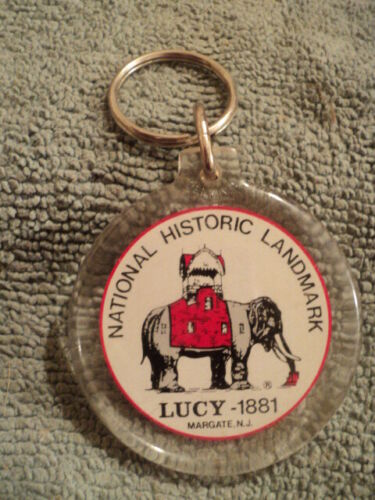 NATIONAL HISTORIC LANDMARK
®
LUCY-1881
MARGATE, N.J.